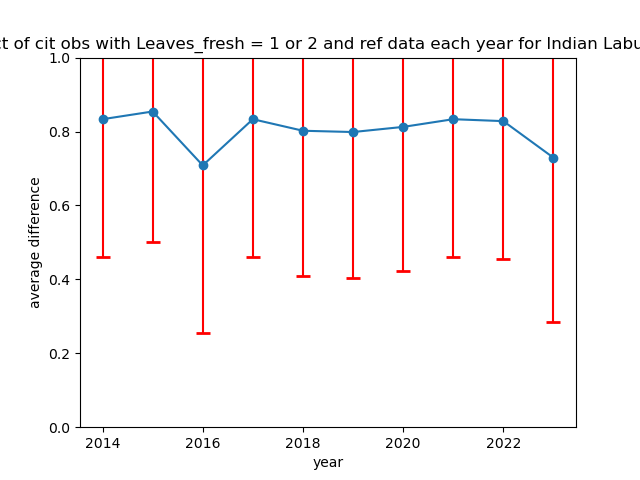 of cit obs with Leaves_fresh = 1 or 2 and ref data each year for Indian
1.0
0.8
0.6
0.4
0.2
0.0
average difference
2014 2016 2018 2020 2022
year